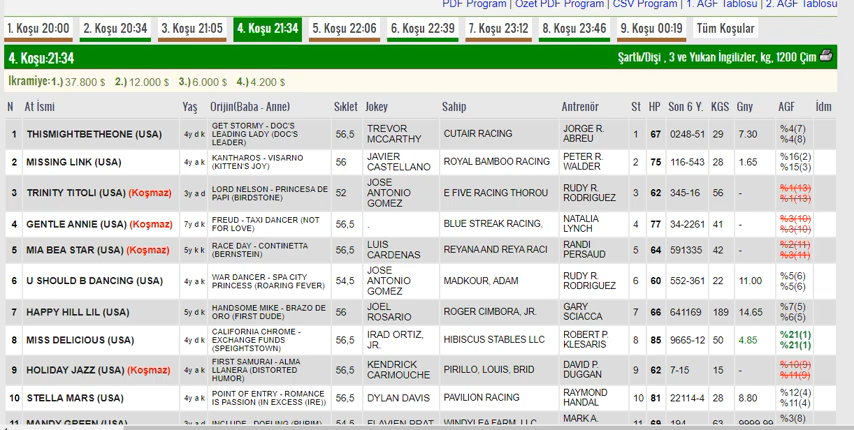 PDF Program | Özet PDF Program | CSV Program | 1. AGF Tablosu | 2. AGF Tablosu
1. Koşu 20:00 2. Koşu 20:34 3. Koşu 21:05 4. Koşu 21:34 5. Koşu 22:06 6. Koşu 22:39 7. Koşu 23:12 8. Koşu 23:46 9. Koşu 00:19 Tüm Koşular
4. Koşu:21:34 Şartlı/Dişi , 3 ve Yukarı İngilizler, kg, 1200 Çim
İkramiye: 1.) 37.800 $ 2.) 12.000 $ 3.) 6.000 $ 4.) 4.200 $
N At İsmi Yaş Orijin(Baba - Anne) Sıklet Jokey Sahip Antrenör St HP Son 6 Y. KGS Gny AGF İdm
1 THISMIGHTBETHEONE (USA) 4y d k GET STORMY - DOC'S LEADING LADY (DOC'S LEADER) 56,5 TREVOR MCCARTHY CUTAIR RACING JORGE R. ABREU 1 67 0248-51 29 7.30 %4(7) %4(8)
2 MISSING LINK (USA) 4y a k KANTHAROS - VISARNO (KITTEN'S JOY) 56 JAVIER CASTELLANO ROYAL BAMBOO RACING PETER R. WALDER 2 75 116-543 28 1.65 %16(2) %15(3)
3 TRINITY TITOLI (USA) (Koşmaz) 3y a d LORD NELSON - PRINCESA DE PAPI (BIRDSTONE) 52 JOSE ANTONIO GOMEZ E FIVE RACING THOROU RUDY R. RODRIGUEZ 3 62 345-16 56 - %1(13) %1(13)
4 GENTLE ANNIE (USA) (Koşmaz) 7y d k FREUD - TAXI DANCER (NOT FOR LOVE) 56,5 . BLUE STREAK RACING, NATALIA LYNCH 4 77 34-2261 41 - %3(10) %3(10)
5 MIA BEA STAR (USA) (Koşmaz) 5y k k RACE DAY - CONTINETTA (BERNSTEIN) 56,5 LUIS CARDENAS REYANA AND REYA RACI RANDI PERSAUD 5 64 591335 42 - %2(11) %3(11)
6 U SHOULD B DANCING (USA) 4y a k WAR DANCER - SPA CITY PRINCESS (ROARING FEVER) 54,5 JOSE ANTONIO GOMEZ MADKOUR, ADAM RUDY R. RODRIGUEZ 6 60 552-361 22 11.00 %5(6) %5(6)
7 HAPPY HILL LIL (USA) 5y d k HANDSOME MIKE - BRAZO DE ORO (FIRST DUDE) 56 JOEL ROSARIO ROGER CIMBORA, JR. GARY SCIACCA 7 66 641169 189 14.65 %7(5) %6(5)
8 MISS DELICIOUS (USA) 4y d k CALIFORNIA CHROME - EXCHANGE FUNDS (SPEIGHTSTOWN) 56,5 IRAD ORTIZ, JR. HIBISCUS STABLES LLC ROBERT P. KLESARIS 8 85 9665-12 50 4.85 %21(1) %21(1)
9 HOLIDAY JAZZ (USA) (Koşmaz) 4y a k FIRST SAMURAI - ALMA LLANERA (DISTORTED HUMOR) 56,5 KENDRICK CARMOUCHE PIRILLO, LOUIS, BRID DAVID P. DUGGAN 9 62 7-15 15 - %10(9) %11(9)
10 STELLA MARS (USA) 4y a k POINT OF ENTRY - ROMANCE IS PASSION (IN EXCESS (IRE)) 56,5 DYLAN DAVIS PAVILION RACING RAYMOND HANDAL 10 81 22114-4 28 8.80 %12(4) %11(4)
11 MANDY GREEN (USA) 54,5 FLAVIEN PRAT WINDYLEA FARM, LLC MARK A. 11 69 194 63 9999.99 %3(8)